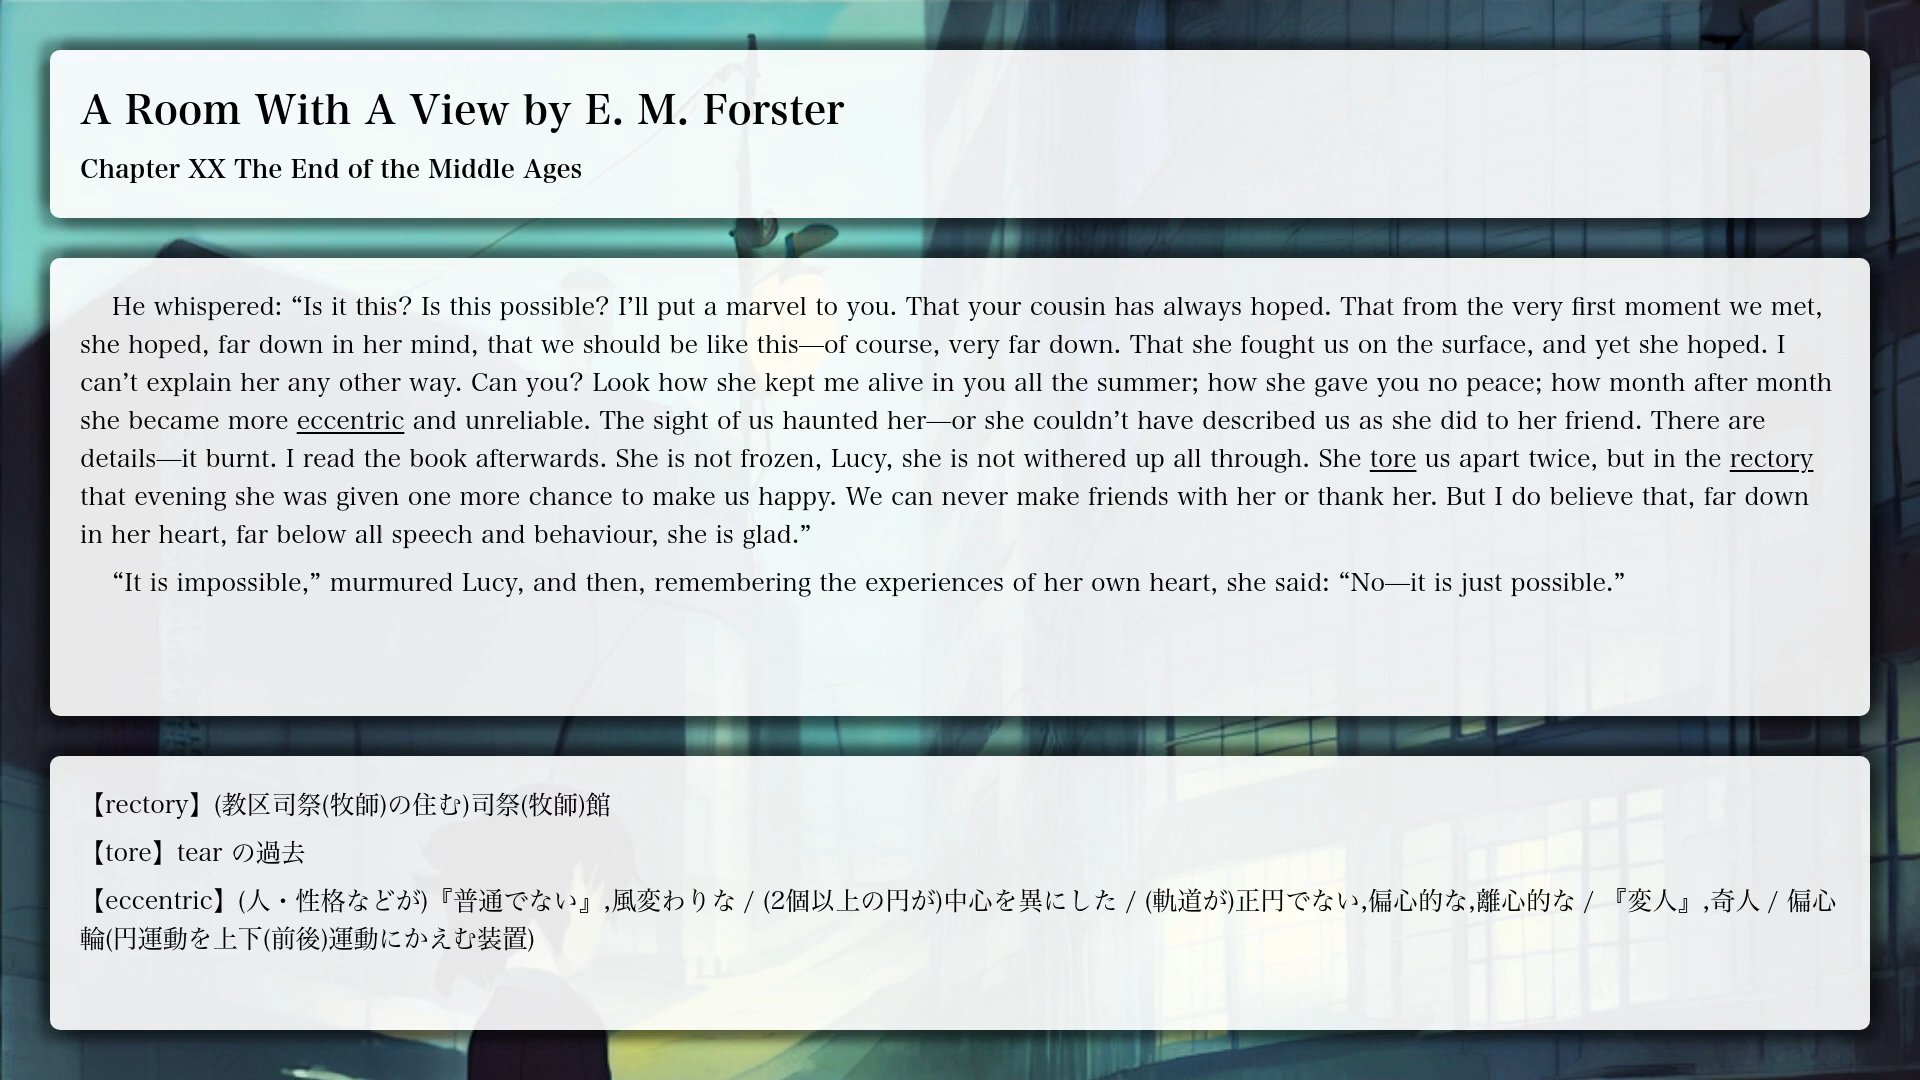 A Room With A View by E. M. Forster
Chapter XX The End of the Middle Ages
He whispered: “Is it this? Is this possible? I’ll put a marvel to you. That your cousin has always hoped. That from the very first moment we met,
she hoped, far down in her mind, that we should be like this—of course, very far down. That she fought us on the surface, and yet she hoped. I
can’t explain her any other way. Can you? Look how she kept me alive in you all the summer; how she gave you no peace; how month after month
she became more eccentric and unreliable. The sight of us haunted her—or she couldn’t have described us as she did to her friend. There are
details—it burnt. I read the book afterwards. She is not frozen, Lucy, she is not withered up all through. She tore us apart twice, but in the rectory
that evening she was given one more chance to make us happy. We can never make friends with her or thank her. But I do believe that, far down
in her heart, far below all speech and behaviour, she is glad.”
“It is impossible,” murmured Lucy, and then, remembering the experiences of her own heart, she said: “No—it is just possible.”
【rectory】(教区司祭(牧師)の住む)司祭(牧師)館
【tore】tear の過去
【eccentric】(人・性格などが)『普通でない』,風変わりな / (2個以上の円が)中心を異にした / (軌道が)正円でない,偏心的な,離心的な / 『変人』,奇人 / 偏心
輪(円運動を上下(前後)運動にかえむ装置)